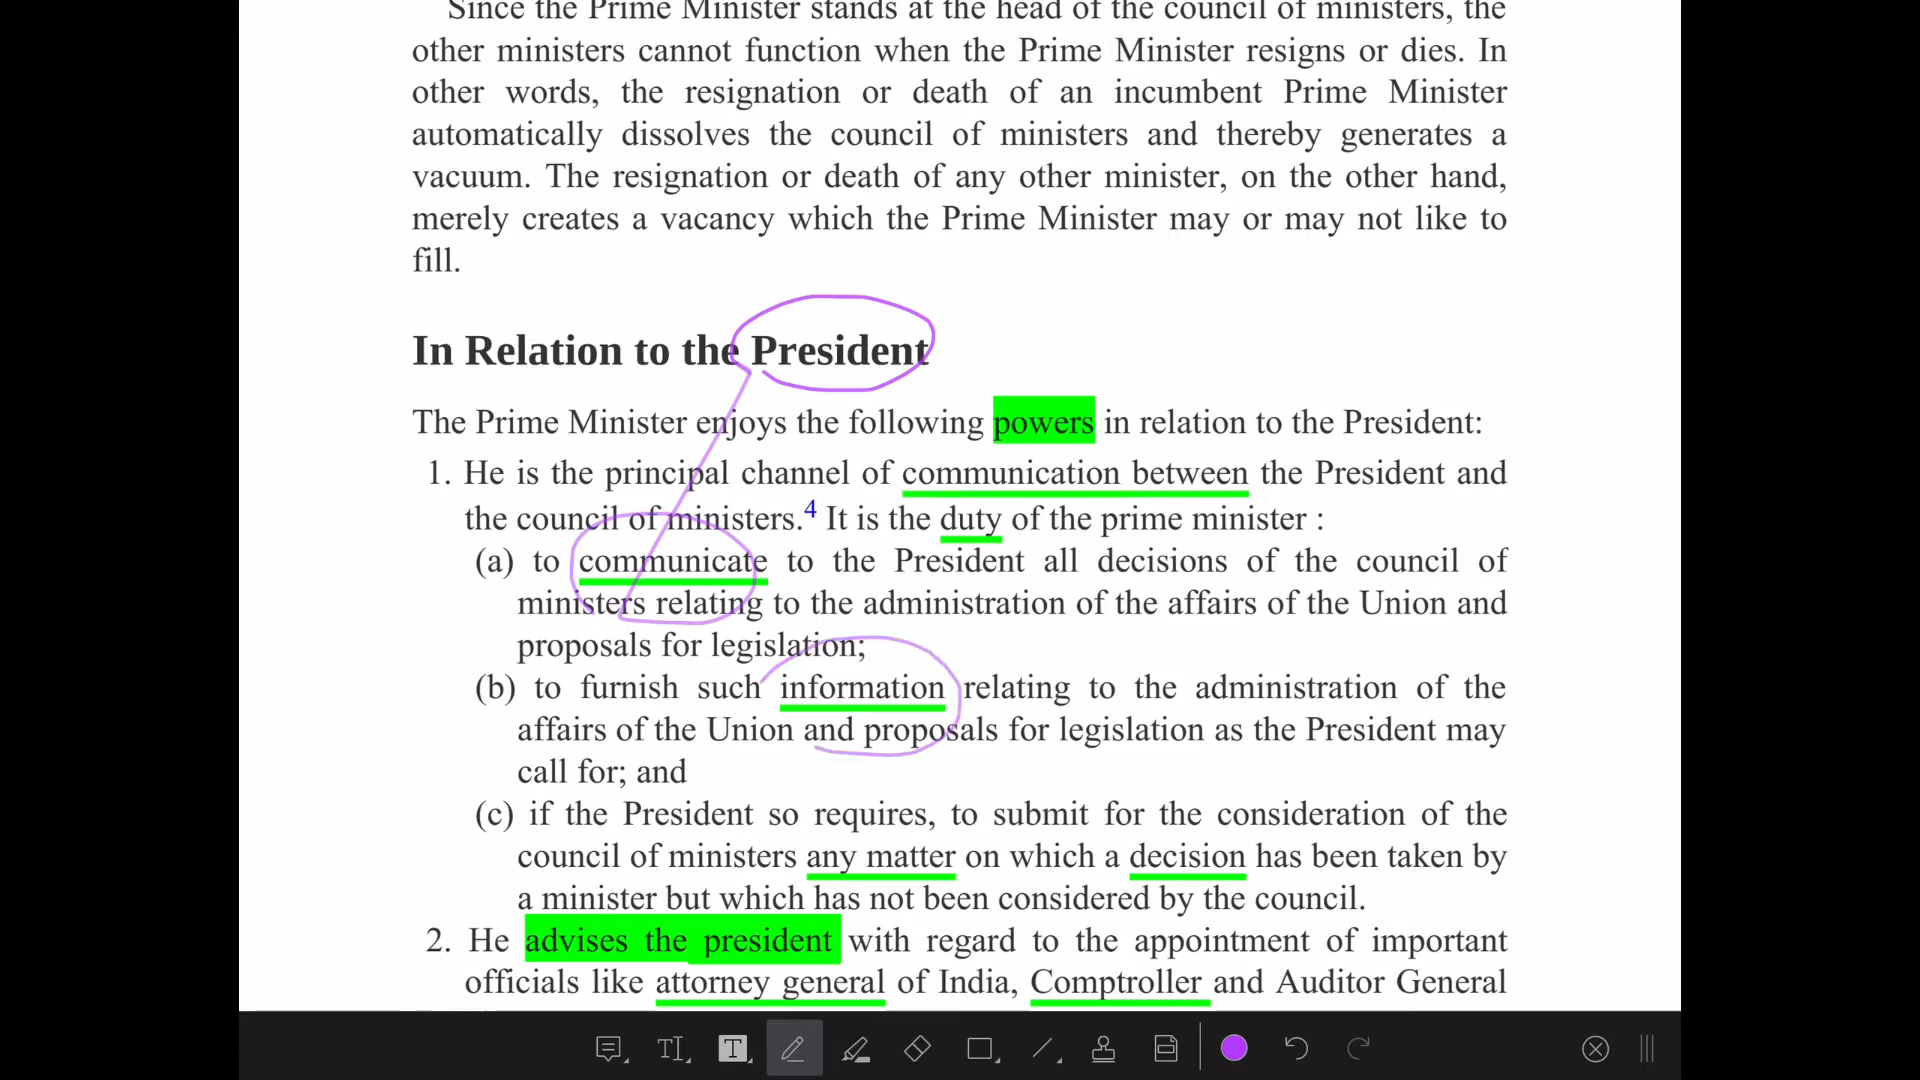 Since the Prime Minister stands at the head of the council of ministers, the
other ministers cannot function when the Prime Minister resigns or dies. In
other words, the resignation or death of an incumbent Prime Minister
automatically dissolves the council of ministers and thereby generates a
vacuum. The resignation or death of any other minister, on the other hand,
merely creates a vacancy which the Prime Minister may or may not like to
fill.
In Relation to the President
The Prime Minister enjoys the following powers in relation to the President:
1. He is the principal channel of communication between the President and
the council of ministers.4 It is the duty of the prime minister :
(a) to communicate to the President all decisions of the council of
ministers relating to the administration of the affairs of the Union and
proposals for legislation;
(b) to furnish such information relating to the administration of the
affairs of the Union and proposals for legislation as the President may
call for; and
(c) if the President so requires, to submit for the consideration of the
council of ministers any matter on which a decision has been taken by
a minister but which has not been considered by the council.
2. He advises the president with regard to the appointment of important
officials like attorney general of India, Comptroller and Auditor General